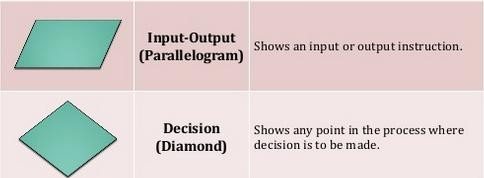 Input-Output
(Parallelogram)
Shows an input or output instruction.
Decision
(Diamond)
Shows any point in the process where
decision is to be made.